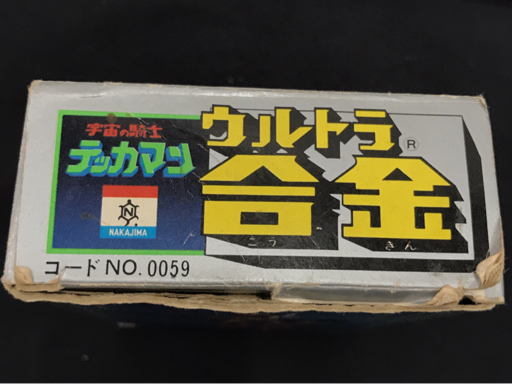 宇宙の騎士
テッカマン
N
NAKAJIMA
ウルトラ
合金®
ごうきん
コードNO.0059